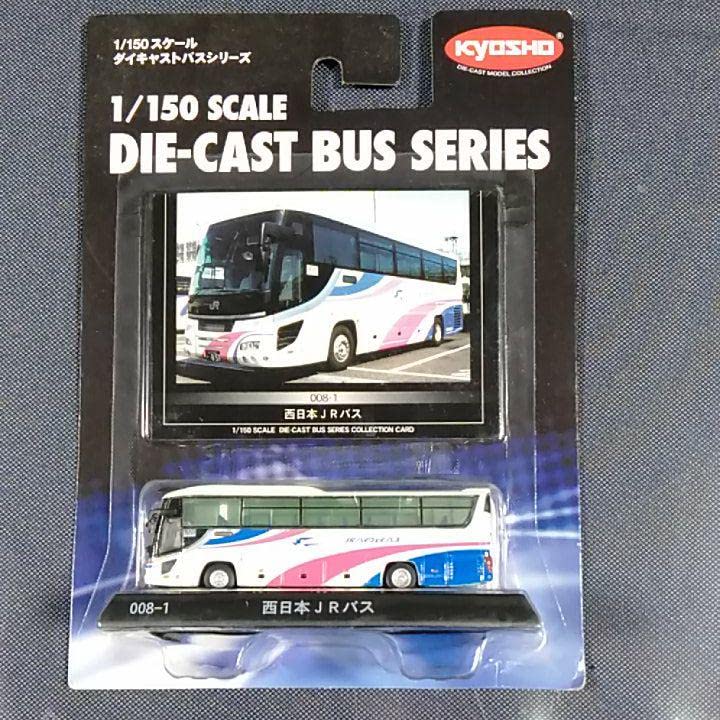 1/150スケール
ダイキャストバスシリーズ
KYOSHO
DIE-CAST MODEL COLLECTION
1/150 SCALE
DIE-CAST BUS SERIES
JR
008-1
西日本JRバス
1/150 SCALE DIE-CAST BUS SERIES COLLECTION CARD
008-1 西日本JRバス